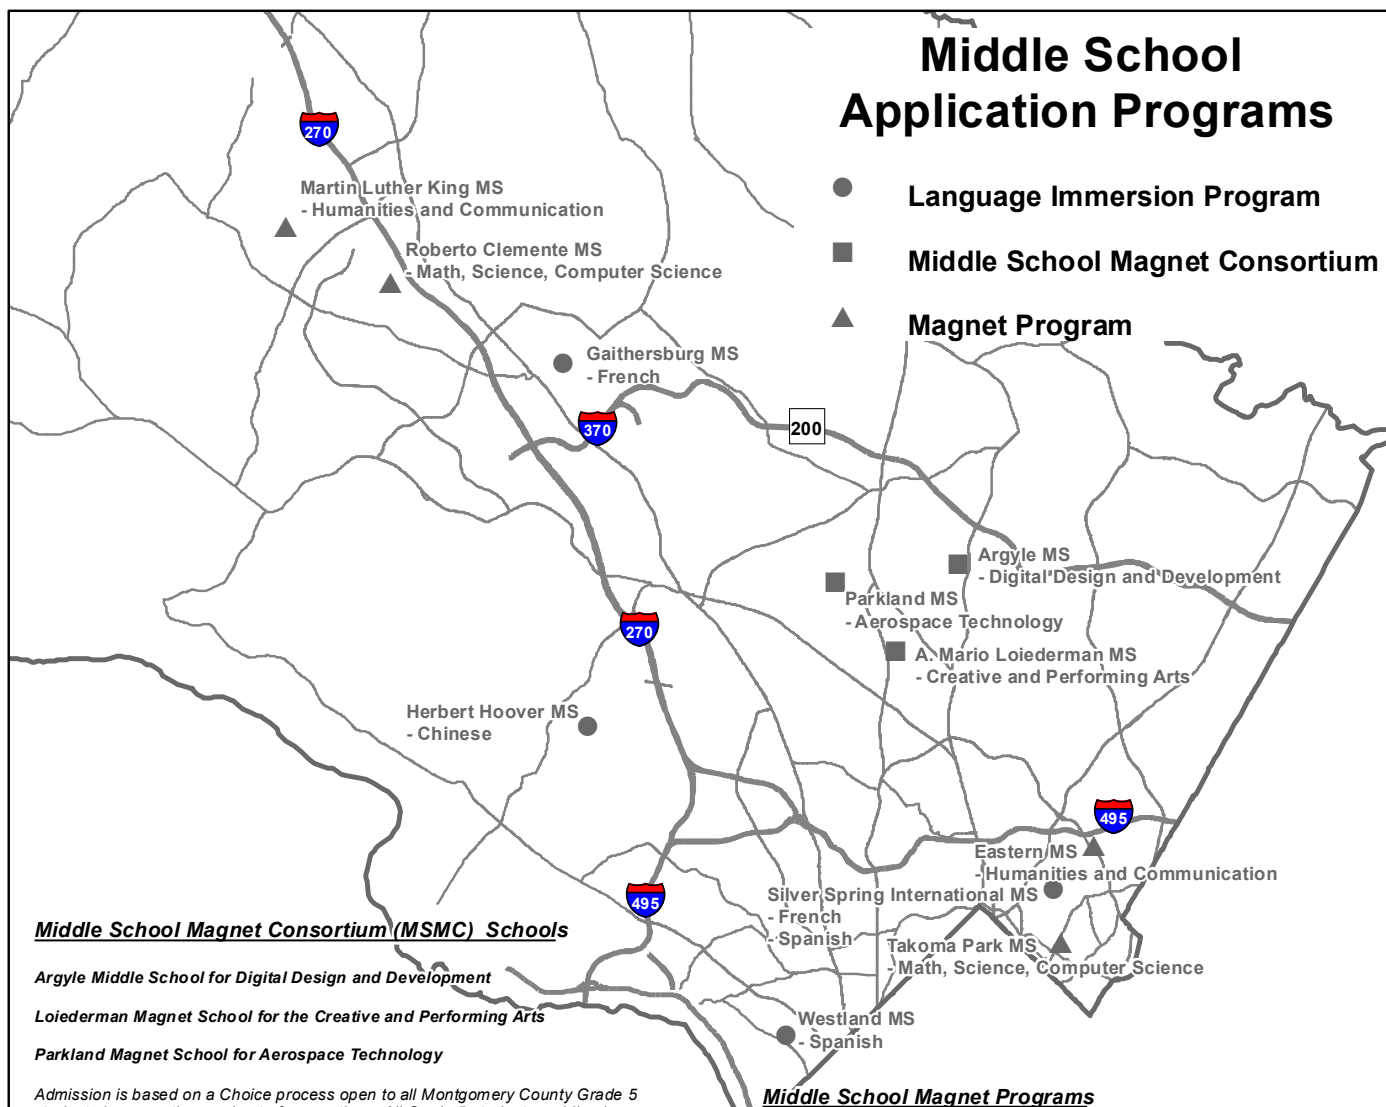 Middle School
Application Programs
Language Immersion Program
Middle School Magnet Consortium
Magnet Program
270
Martin Luther King MS
- Humanities and Communication
Roberto Clemente MS
- Math, Science, Computer Science
Gaithersburg MS
- French
370
200
Argyle MS
- Digital Design and Development
Parkland MS
- Aerospace Technology
270
A. Mario Loiederman MS
- Creative and Performing Arts
Herbert Hoover MS
- Chinese
495
Eastern MS
- Humanities and Communication
Silver Spring International MS
- French
- Spanish
495
Takoma Park MS
- Math, Science, Computer Science
Westland MS
- Spanish
Middle School Magnet Consortium (MSMC) Schools
Argyle Middle School for Digital Design and Development
Loiederman Magnet School for the Creative and Performing Arts
Parkland Magnet School for Aerospace Technology
Admission is based on a Choice process open to all Montgomery County Grade 5
Middle School Magnet Programs